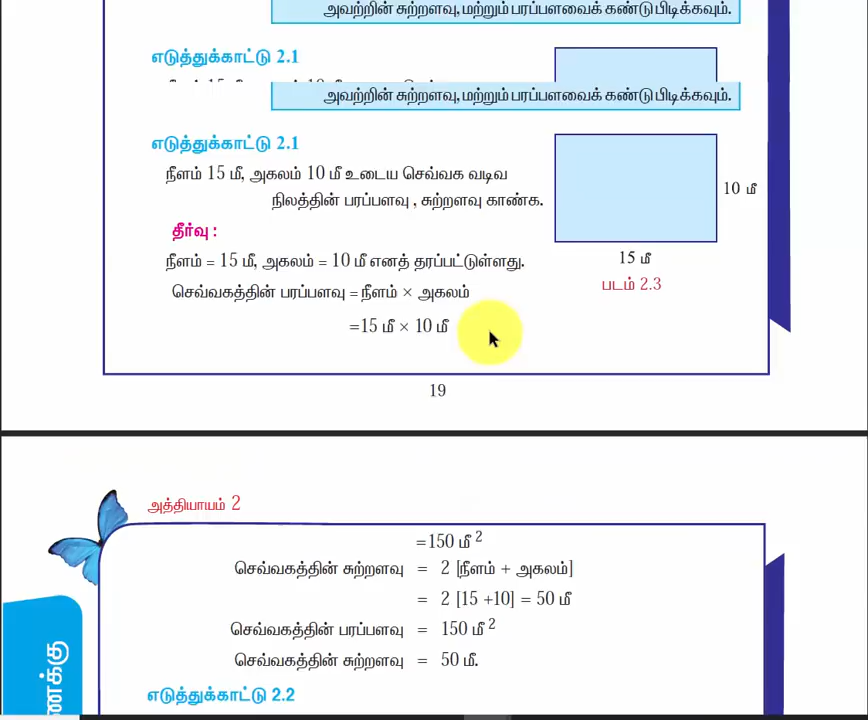 அவற்றின் சுற்றளவு, மற்றும் பரப்பளவைக் கண்டு பிடிக்கவும்.
எடுத்துக்காட்டு 2.1
அவற்றின் சுற்றளவு, மற்றும் பரப்பளவைக் கண்டு பிடிக்கவும்.
எடுத்துக்காட்டு 2.1
நீளம் 15 மீ, அகலம் 10 மீ உடைய செவ்வக வடிவ
நிலத்தின் பரப்பளவு , சுற்றளவு காண்க.
10 மீ
தீர்வு :
நீளம் = 15 மீ, அகலம் = 10 மீ எனத் தரப்பட்டுள்ளது.
15 மீ
படம் 2.3
செவ்வகத்தின் பரப்பளவு = நீளம் × அகலம்
=15 மீ × 10 மீ
19
அத்தியாயம் 2
=150 மீ ²
செவ்வகத்தின் சுற்றளவு = 2 [நீளம் + அகலம்]
= 2 [15 +10] = 50 மீ
செவ்வகத்தின் பரப்பளவு = 150 மீ ²
செவ்வகத்தின் சுற்றளவு = 50 மீ.
எடுத்துக்காட்டு 2.2